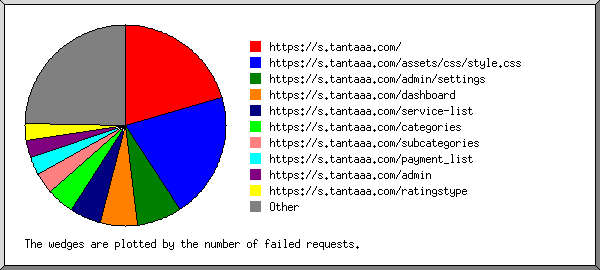 https://s.tantaaa.com/
https://s.tantaaa.com/assets/css/style.css
https://s.tantaaa.com/admin/settings
https://s.tantaaa.com/dashboard
https://s.tantaaa.com/service-list
https://s.tantaaa.com/categories
https://s.tantaaa.com/subcategories
https://s.tantaaa.com/payment_list
https://s.tantaaa.com/admin
https://s.tantaaa.com/ratingstype
Other
The wedges are plotted by the number of failed requests.